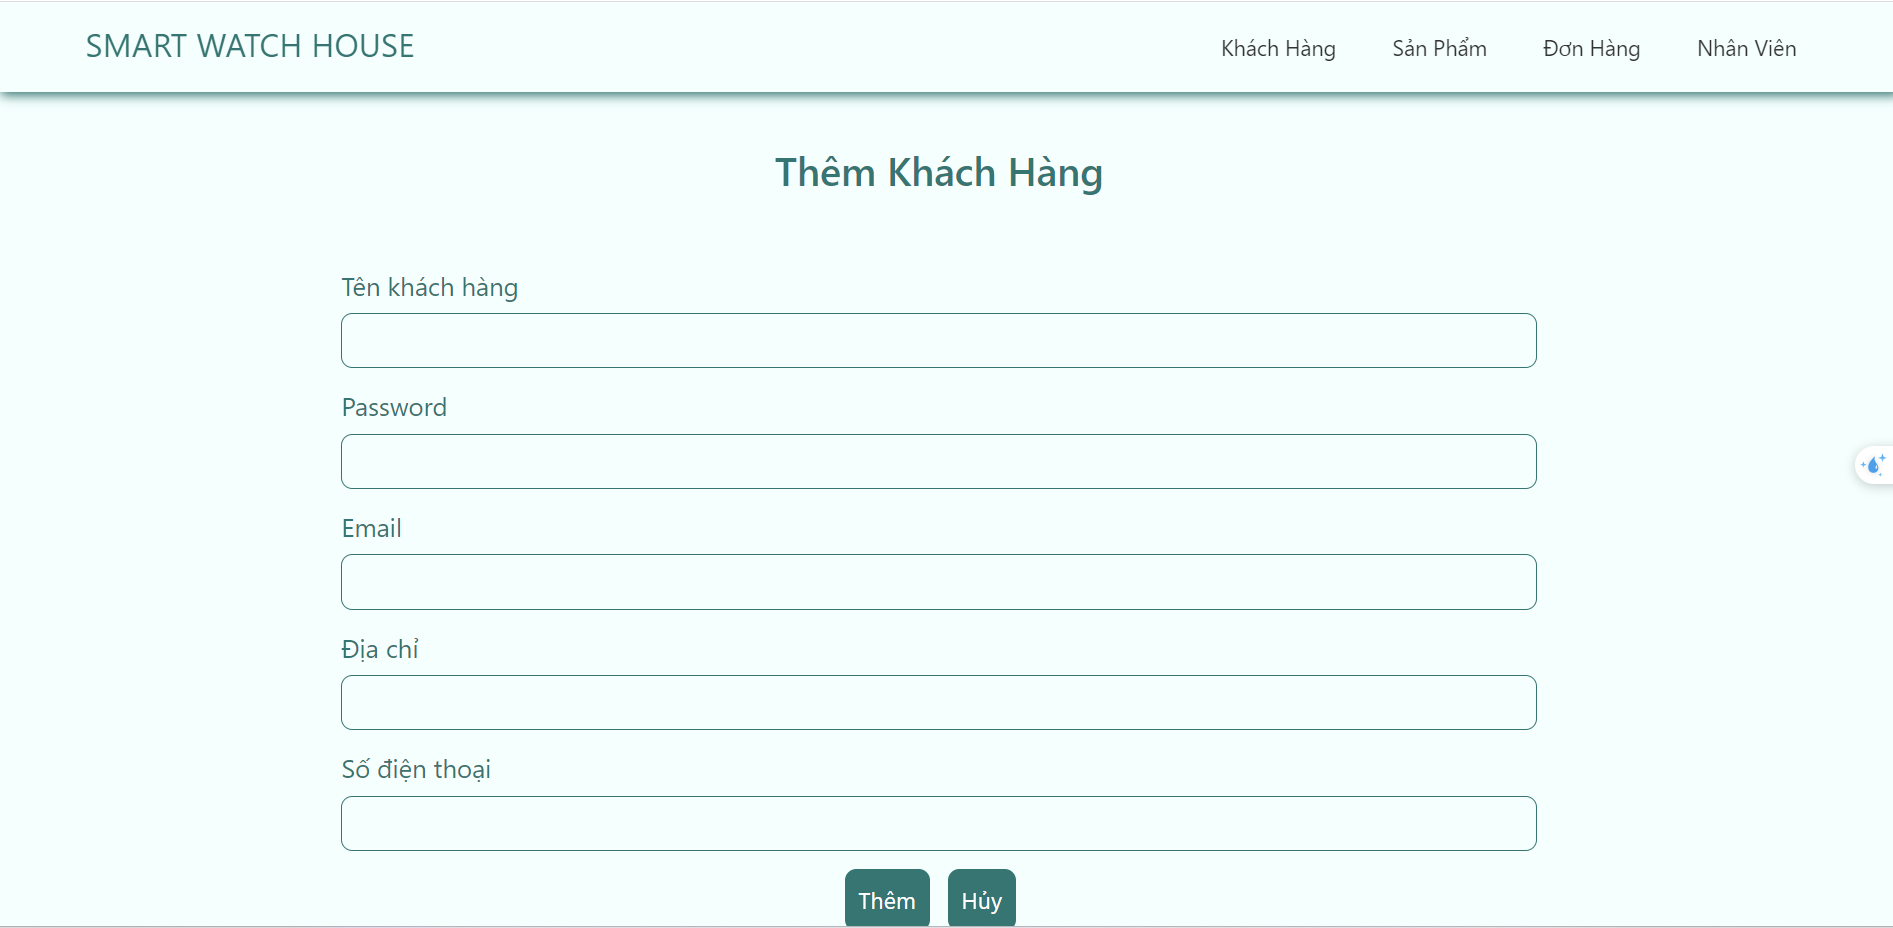 SMART WATCH HOUSE
Khách Hàng Sản Phẩm Đơn Hàng Nhân Viên
Thêm Khách Hàng
Tên khách hàng
Password
Email
Địa chỉ
Số điện thoại
Thêm Hủy